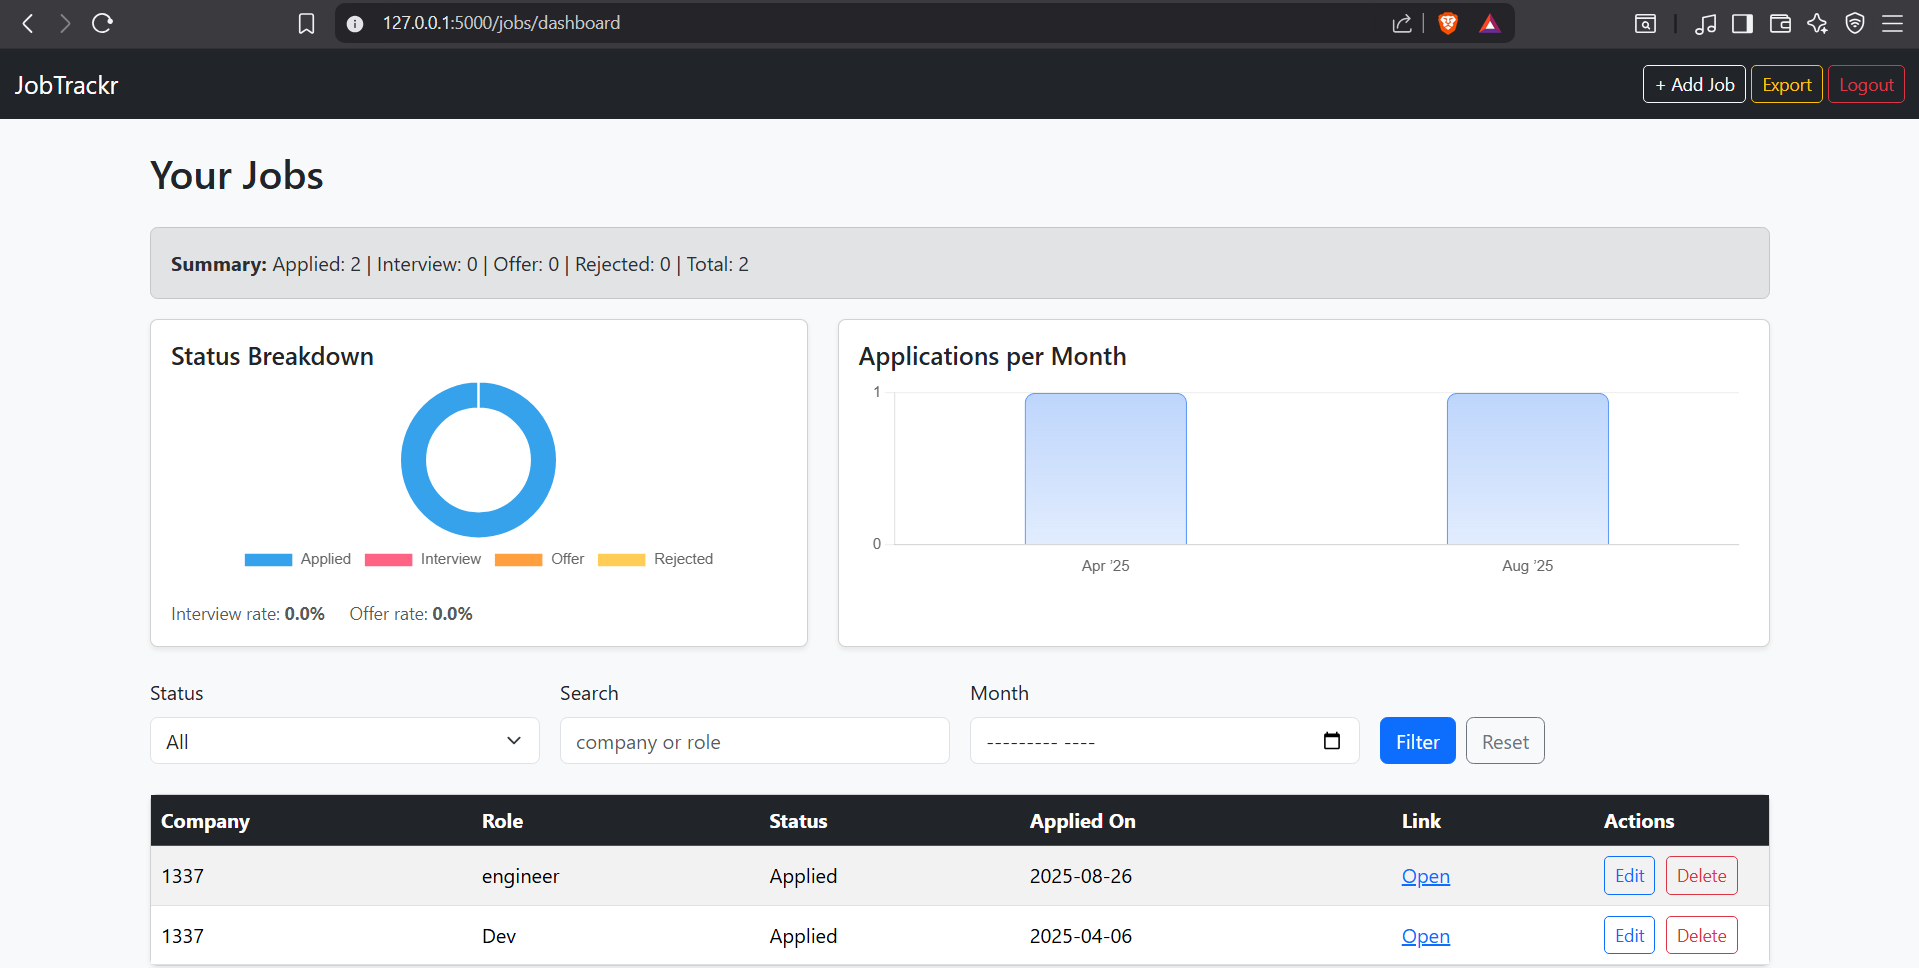 127.0.0.1:5000/jobs/dashboard
JobTrackr
+ Add Job
Export
Logout
Your Jobs
Summary: Applied: 2 | Interview: 0 | Offer: 0 | Rejected: 0 | Total: 2
Status Breakdown
Applied Interview Offer Rejected
Interview rate: 0.0% Offer rate: 0.0%
Applications per Month
1
0
Apr '25 Aug '25
Status Search Month
All company or role --------- ---- Filter Reset
Company Role Status Applied On Link Actions
1337 engineer Applied 2025-08-26 Open Edit Delete
1337 Dev Applied 2025-04-06 Open Edit Delete